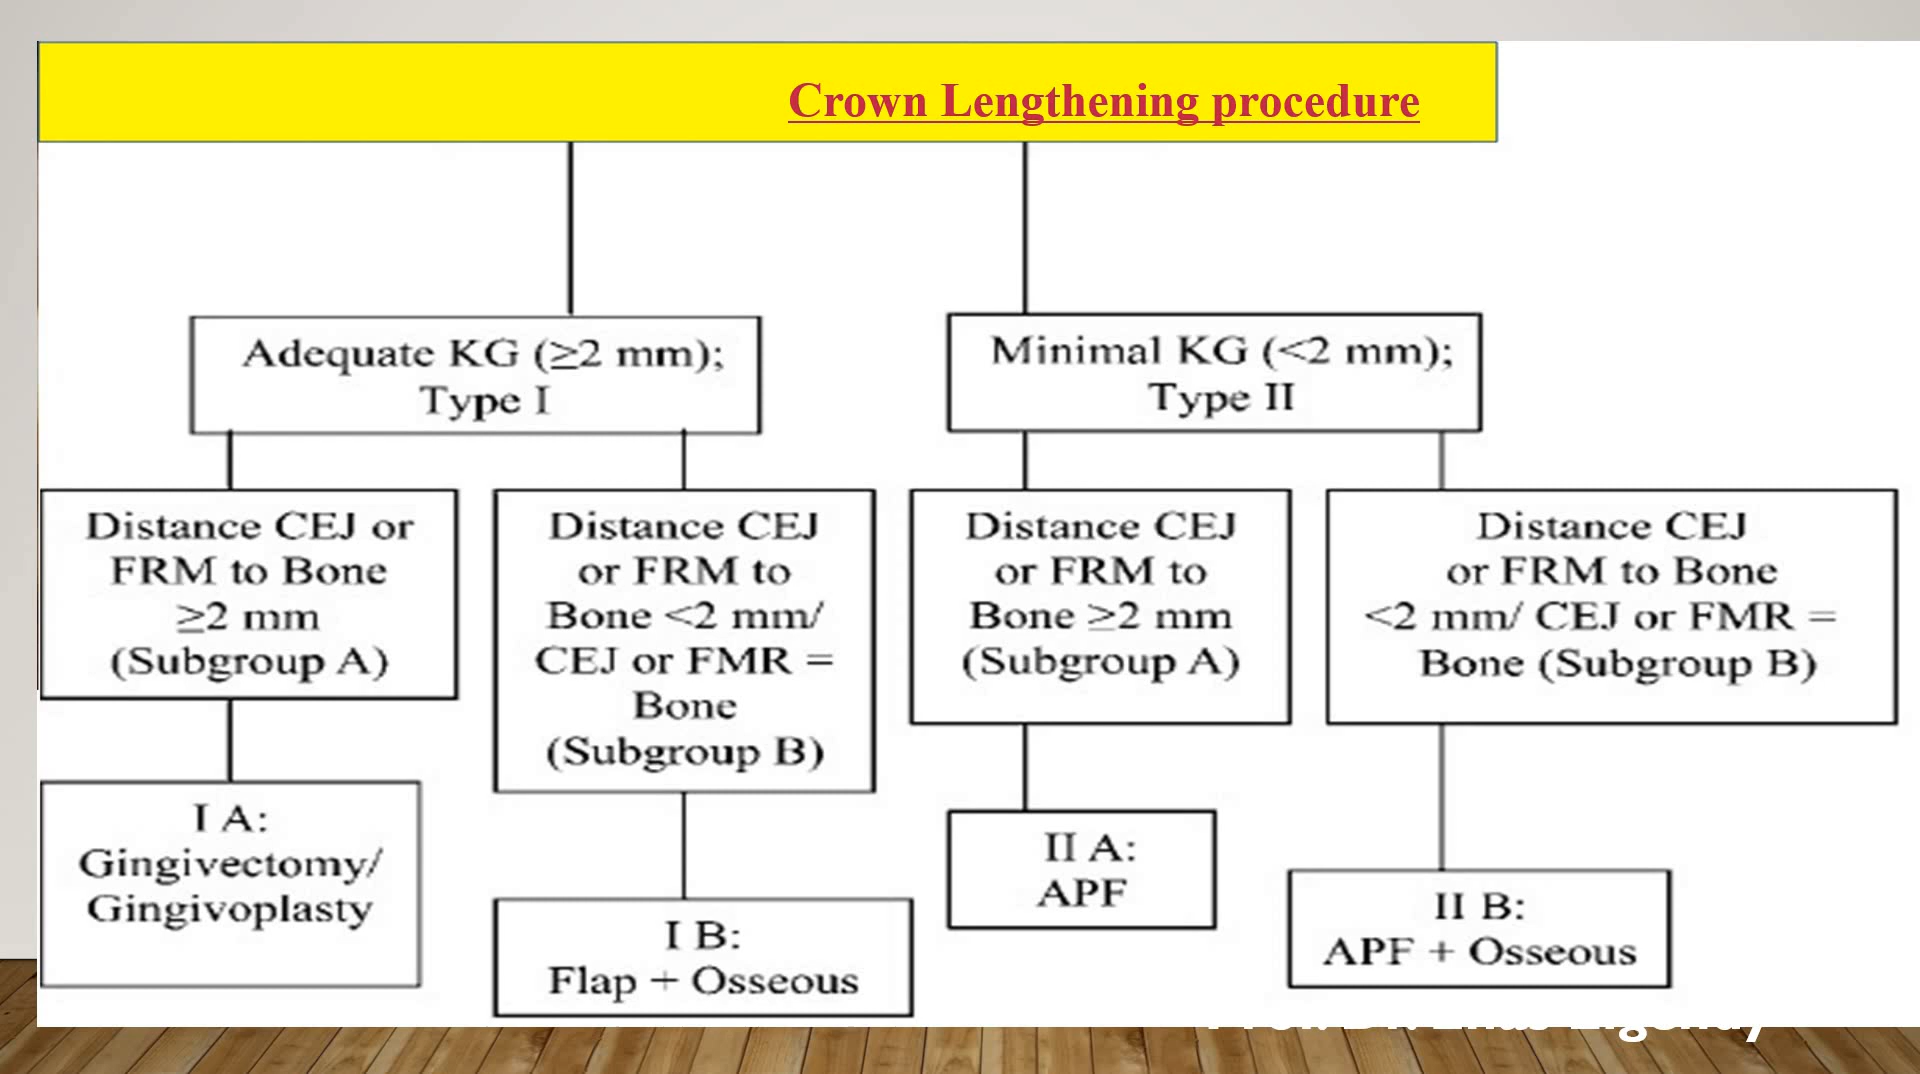 Crown Lengthening procedure
Adequate KG (≥2 mm);
Type I
Minimal KG (<2 mm);
Type II
Distance CEJ or
FRM to Bone
≥2 mm
(Subgroup A)
Distance CEJ
or FRM to
Bone <2 mm/
CEJ or FMR =
Bone
(Subgroup B)
Distance CEJ
or FRM to
Bone ≥2 mm
(Subgroup A)
Distance CEJ
or FRM to Bone
<2 mm/ CEJ or FMR =
Bone (Subgroup B)
I A:
Gingivectomy/
Gingivoplasty
I B:
Flap + Osseous
II A:
APF
II B:
APF + Osseous
Prof. Dr.